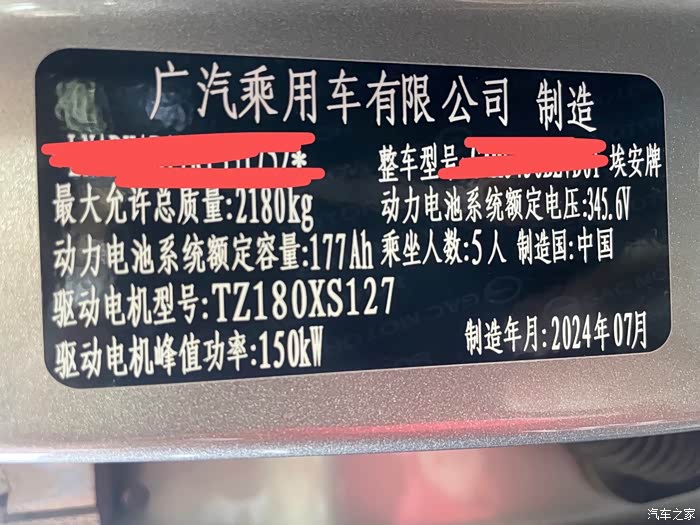 广汽乘用车有限公司 制造
整车型号 埃安牌
最大允许总质量:2180kg 动力电池系统额定电压:345.6V
动力电池系统额定容量:177Ah 乘坐人数:5人 制造国:中国
驱动电机型号:TZ180XS127
驱动电机峰值功率:150kW 制造年月:2024年07月
汽车之家